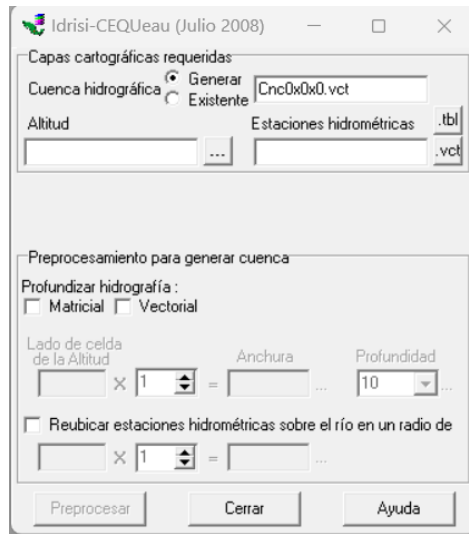 Idrisi-CEQUeau (Julio 2008)
Capas cartográficas requeridas
Cuenca hidrográfica Generar Existente Cnc0x0x0.vct
Altitud Estaciones hidrométricas .tbl
... .vct
Preprocesamiento para generar cuenca
Profundizar hidrografía :
Matricial Vectorial
Lado de celda
de la Altitud Anchura Profundidad
X 1 = ... 10 ...
Reubicar estaciones hidrométricas sobre el río en un radio de
X 1 = ...
Preprocesar Cerrar Ayuda